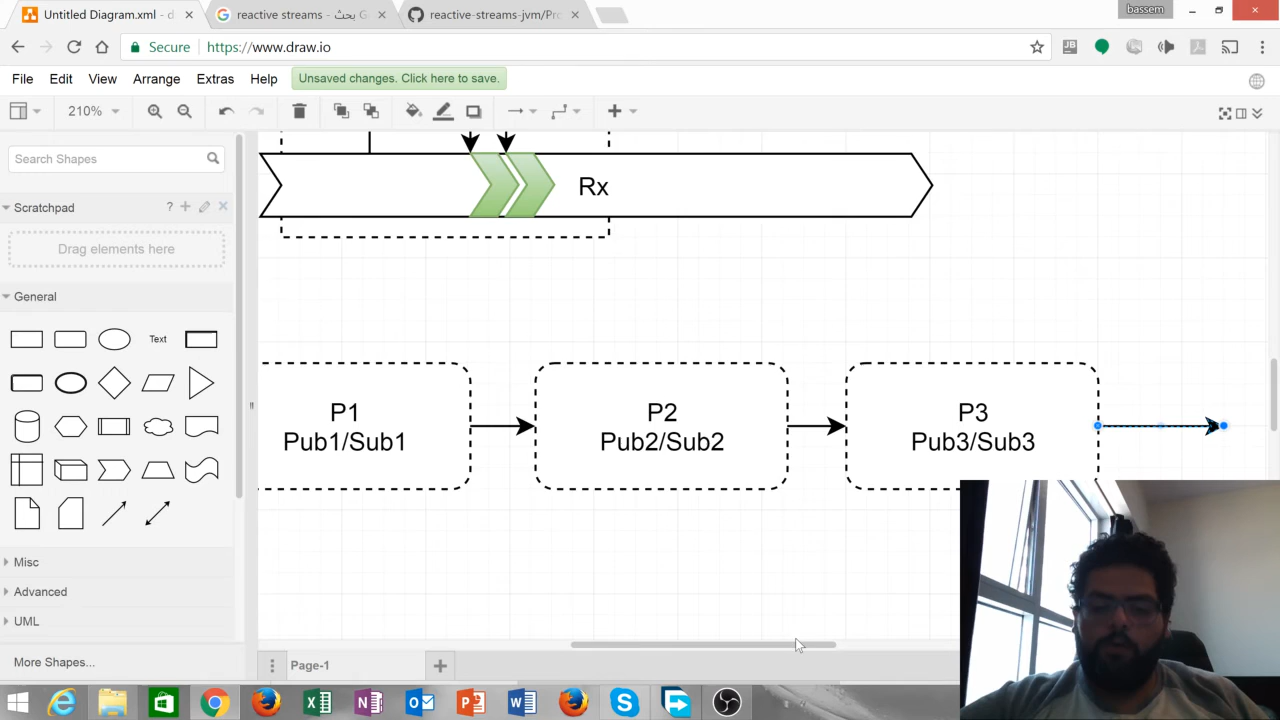 Untitled Diagram.xml - d
reactive streams - بحث G
reactive-streams-jvm/Pro
bassem
Secure
https://www.draw.io
File
Edit
View
Arrange
Extras
Help
Unsaved changes. Click here to save.
210%
Search Shapes
Scratchpad
?
Drag elements here
General
Text
Misc
Advanced
UML
More Shapes...
Rx
P1
Pub1/Sub1
P2
Pub2/Sub2
P3
Pub3/Sub3
Page-1